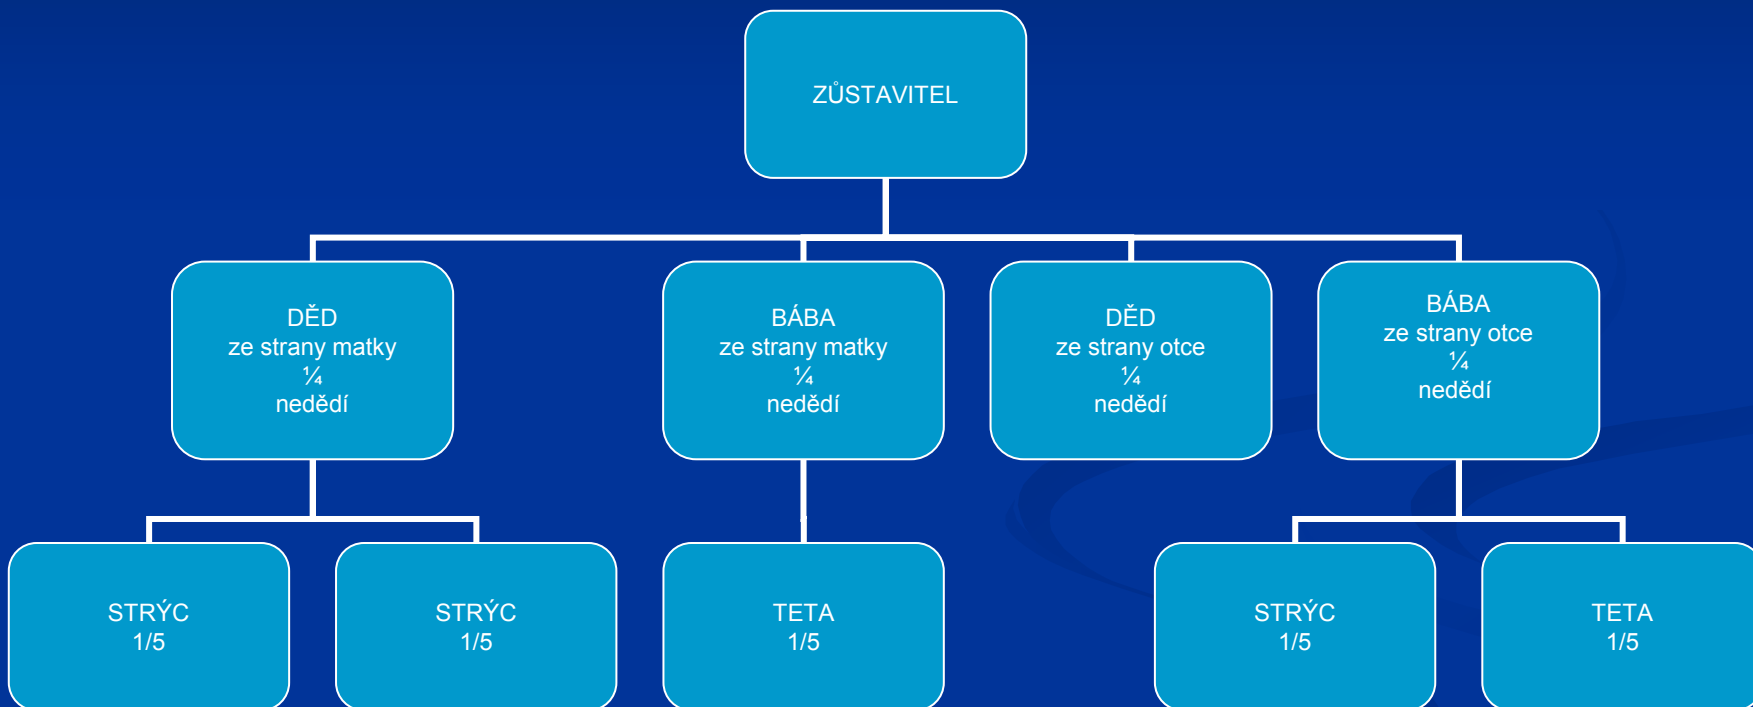 ZŮSTAVITEL
DĚD
ze strany matky
¼
nedědí
BÁBA
ze strany matky
¼
nedědí
DĚD
ze strany otce
¼
nedědí
BÁBA
ze strany otce
¼
nedědí
STRÝC
1/5
STRÝC
1/5
TETA
1/5
STRÝC
1/5
TETA
1/5